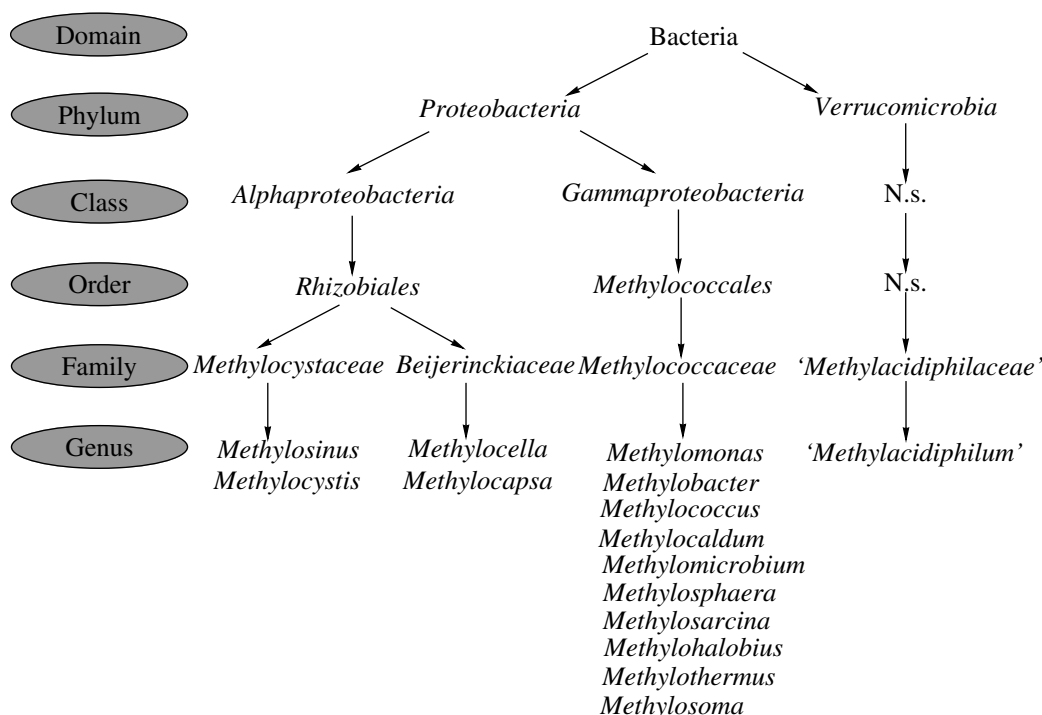 Domain Bacteria
Phylum Proteobacteria Verrucomicrobia
Class Alphaproteobacteria Gammaproteobacteria N.s.
Order Rhizobiales Methylococcales N.s.
Family Methylocystaceae Beijerinckiaceae Methylococcaceae ‘Methylacidiphilaceae’
Genus Methylosinus Methylocella Methylomonas ‘Methylacidiphilum’
Methylocystis Methylocapsa Methylobacter
Methylococcus
Methylocaldum
Methylomicrobium
Methylosphaera
Methylosarcina
Methylohalobius
Methylothermus
Methylosoma